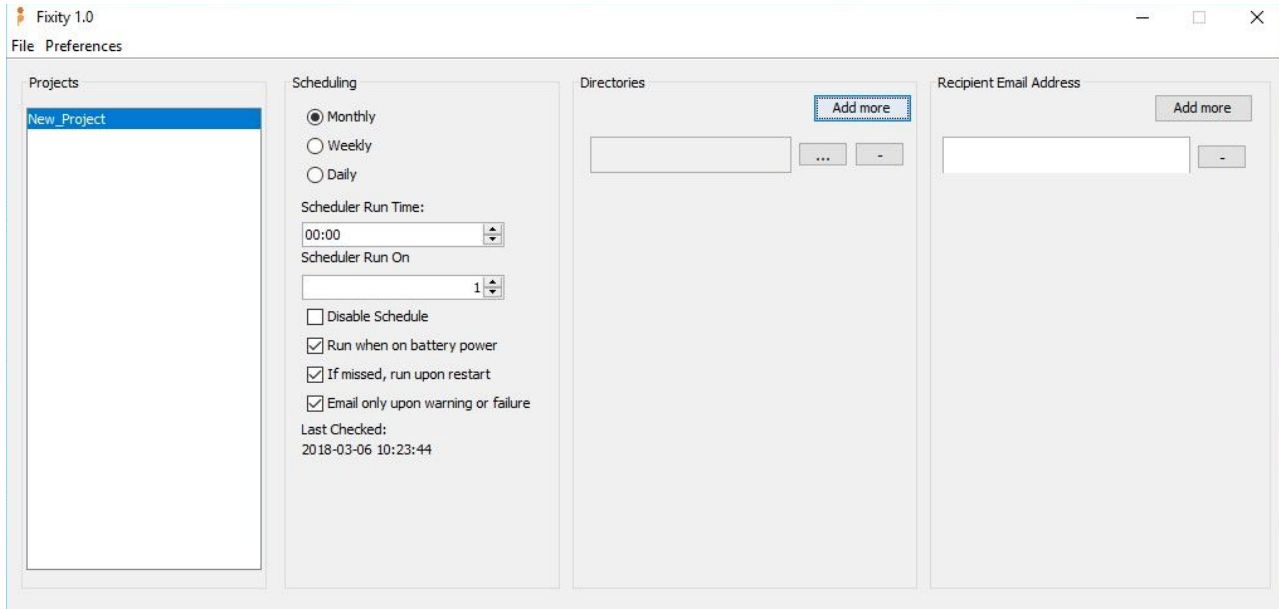 Fixity 1.0
File Preferences
Projects
New_Project
Scheduling
Monthly
Weekly
Daily
Scheduler Run Time:
00:00
Scheduler Run On
1
Disable Schedule
Run when on battery power
If missed, run upon restart
Email only upon warning or failure
Last Checked:
2018-03-06 10:23:44
Directories
Add more
... -
Recipient Email Address
Add more
-